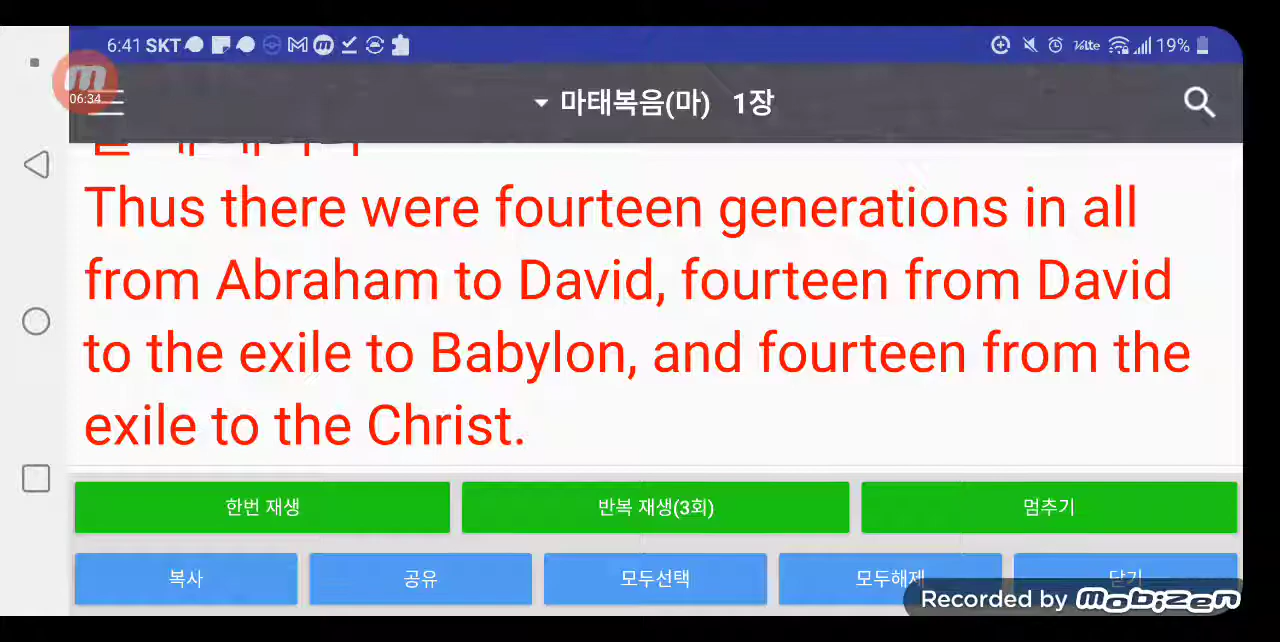 6:41 SKT 19%
06:34
마태복음(마) 1장
Thus there were fourteen generations in all
from Abraham to David, fourteen from David
to the exile to Babylon, and fourteen from the
exile to the Christ.
한번 재생 반복 재생(3회) 멈추기
복사 공유 모두선택 모두해제 닫기
Recorded by mobizen